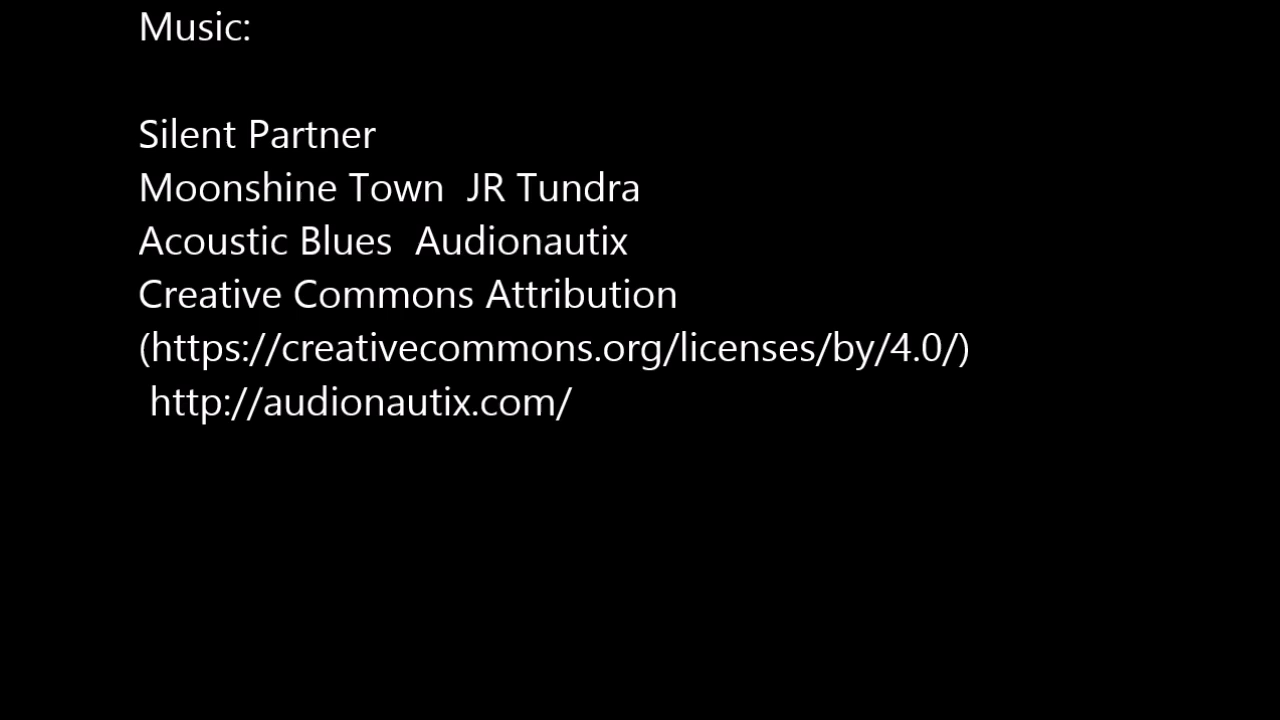 Music:
Silent Partner
Moonshine Town  JR Tundra
Acoustic Blues  Audionautix
Creative Commons Attribution
(https://creativecommons.org/licenses/by/4.0/)
http://audionautix.com/